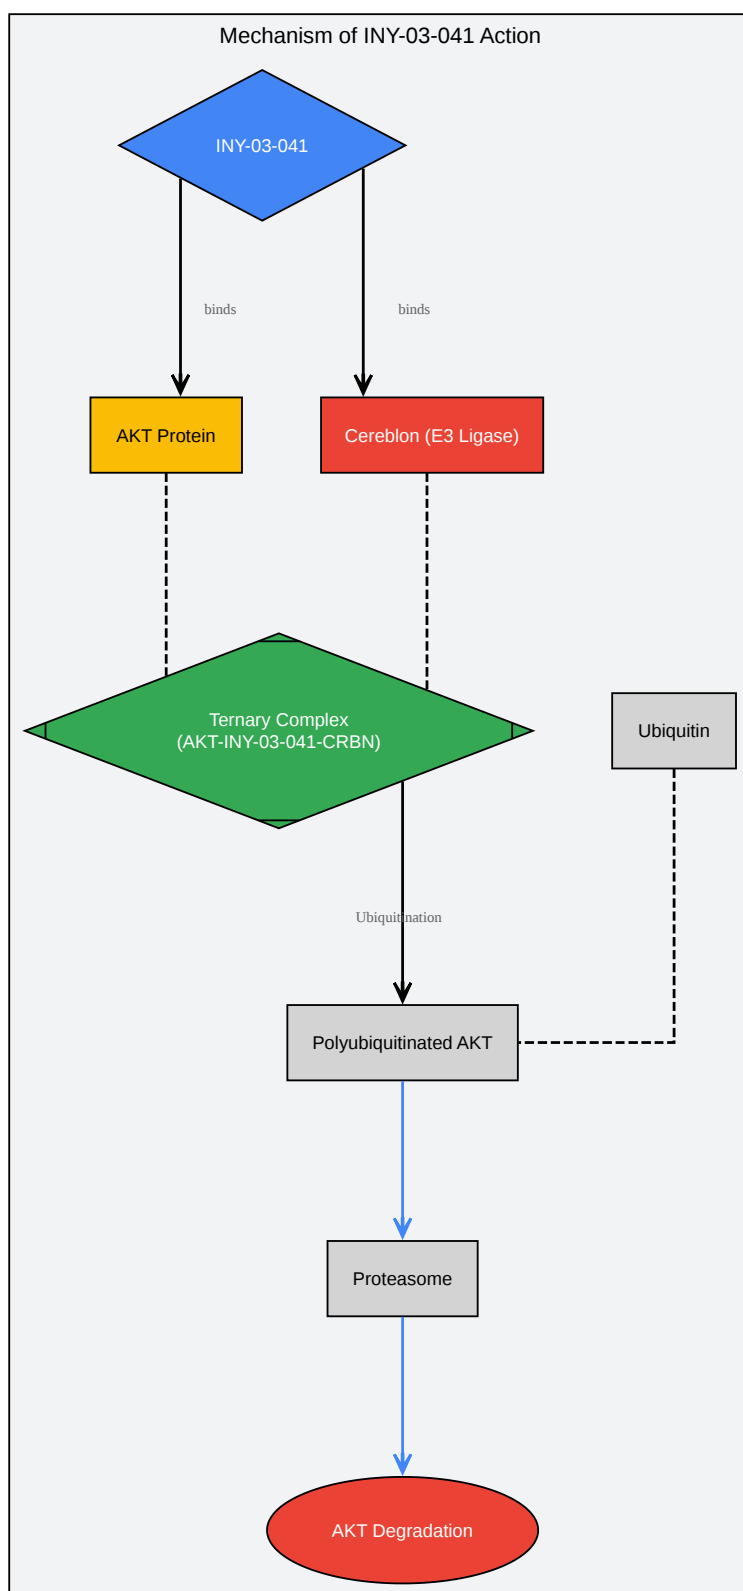 Mechanism of INY-03-041 Action
INY-03-041
binds
binds
AKT Protein
Cereblon (E3 Ligase)
Ternary Complex
(AKT-INY-03-041-CRBN)
Ubiquitin
Ubiquitination
Polyubiquitinated AKT
Proteasome
AKT Degradation